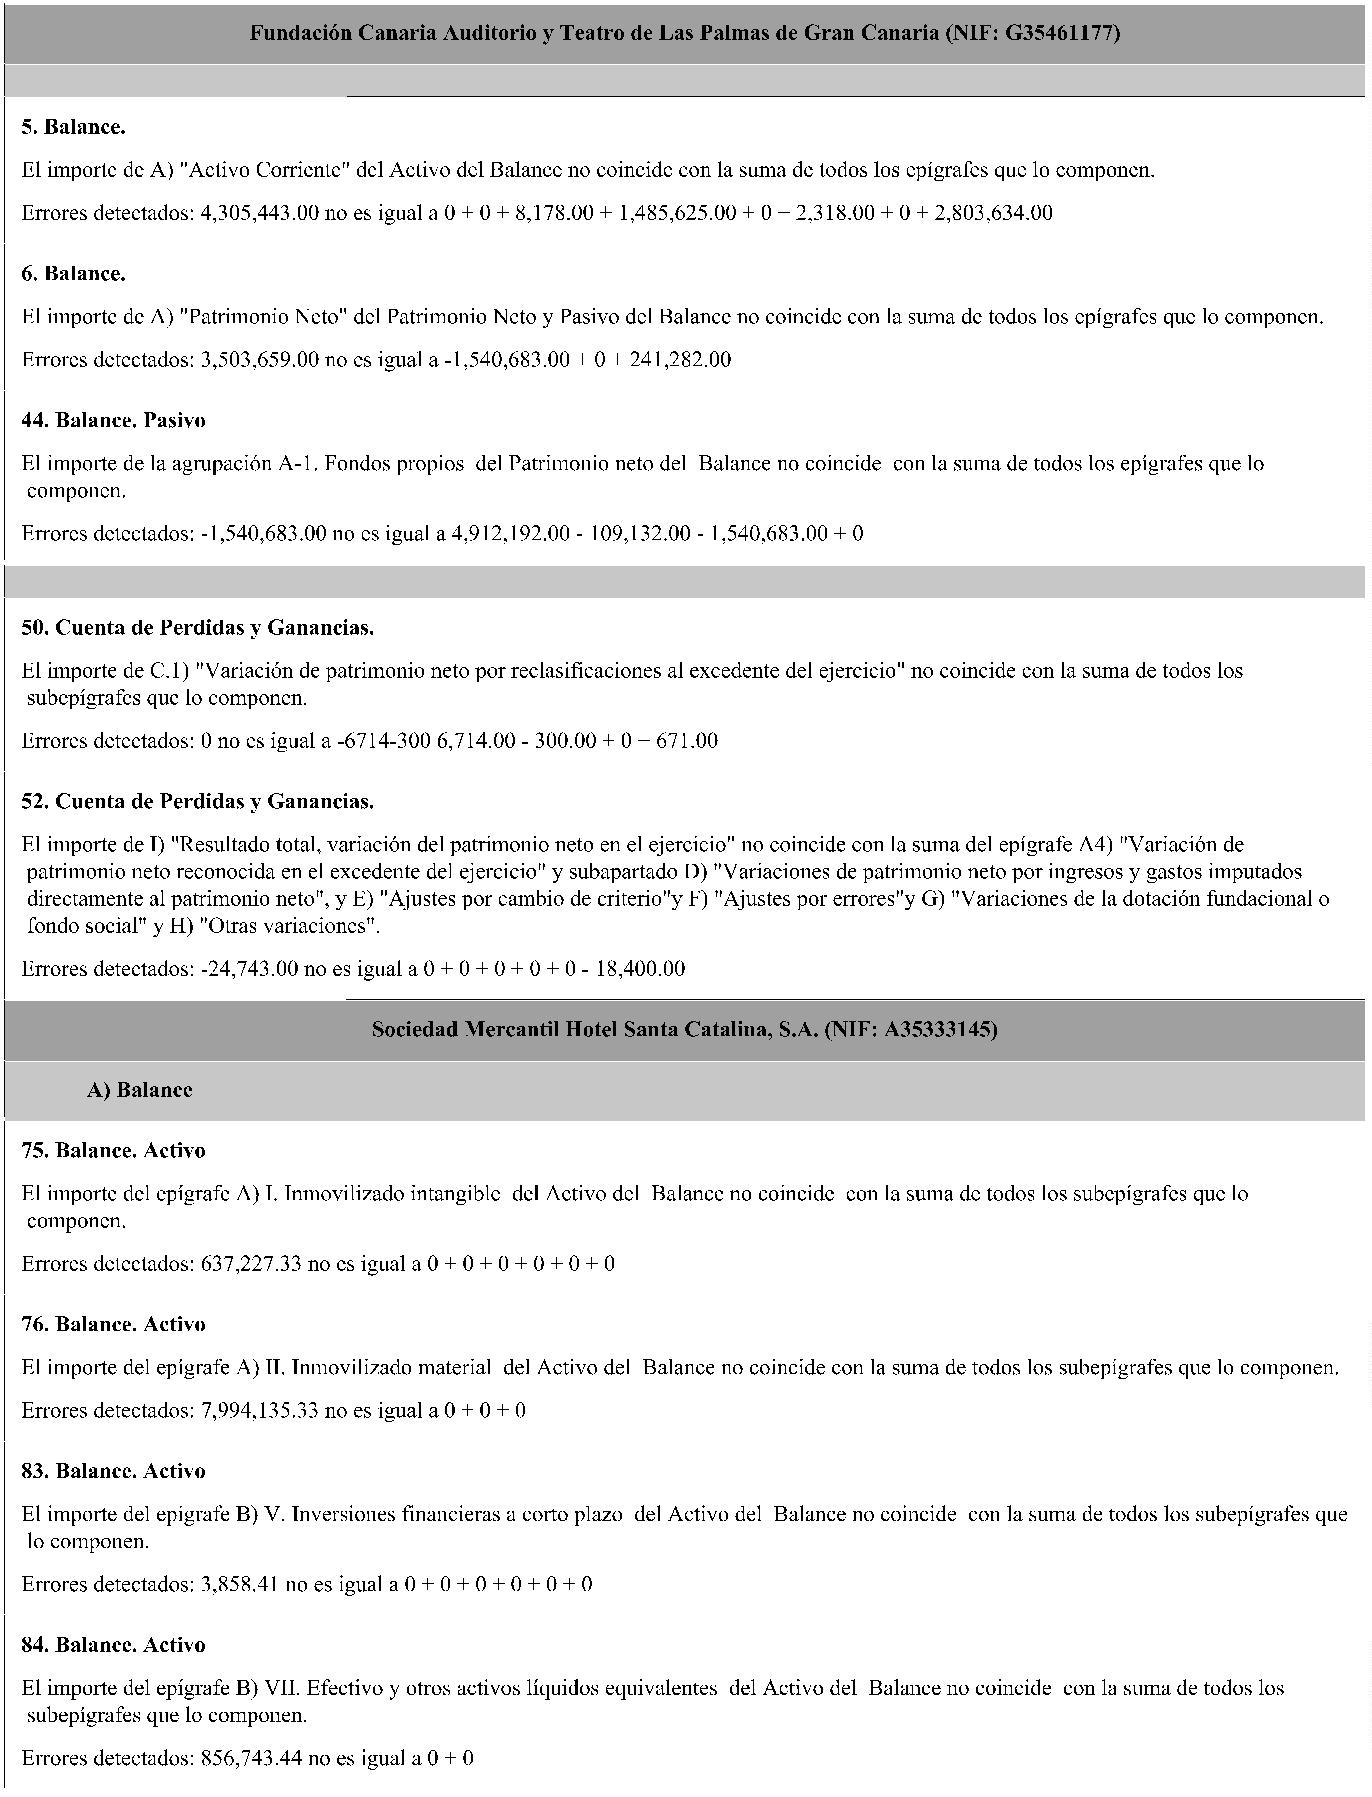 Fundación Canaria Auditorio y Teatro de Las Palmas de Gran Canaria (NIF: G35461177)
5. Balance.
El importe de A) "Activo Corriente" del Activo del Balance no coincide con la suma de todos los epígrafes que lo componen.
Errores detectados: 4,305,443.00 no es igual a 0 + 0 + 8,178.00 + 1,485,625.00 + 0 + 2,318.00 + 0 + 2,803,634.00
6. Balance.
El importe de A) "Patrimonio Neto" del Patrimonio Neto y Pasivo del Balance no coincide con la suma de todos los epígrafes que lo componen.
Errores detectados: 3,503,659.00 no es igual a -1,540,683.00 + 0 + 241,282.00
44. Balance. Pasivo
El importe de la agrupación A-1. Fondos propios del Patrimonio neto del Balance no coincide con la suma de todos los epígrafes que lo
componen.
Errores detectados: -1,540,683.00 no es igual a 4,912,192.00 - 109,132.00 - 1,540,683.00 + 0
50. Cuenta de Perdidas y Ganancias.
El importe de C.1) "Variación de patrimonio neto por reclasificaciones al excedente del ejercicio" no coincide con la suma de todos los
subepígrafes que lo componen.
Errores detectados: 0 no es igual a -6714-300 6,714.00 - 300.00 + 0 + 671.00
52. Cuenta de Perdidas y Ganancias.
El importe de I) "Resultado total, variación del patrimonio neto en el ejercicio" no coincide con la suma del epígrafe A4) "Variación de
patrimonio neto reconocida en el excedente del ejercicio" y subapartado D) "Variaciones de patrimonio neto por ingresos y gastos imputados
directamente al patrimonio neto", y E) "Ajustes por cambio de criterio"y F) "Ajustes por errores"y G) "Variaciones de la dotación fundacional o
fondo social" y H) "Otras variaciones".
Errores detectados: -24,743.00 no es igual a 0 + 0 + 0 + 0 + 0 - 18,400.00
Sociedad Mercantil Hotel Santa Catalina, S.A. (NIF: A35333145)
A) Balance
75. Balance. Activo
El importe del epígrafe A) I. Inmovilizado intangible del Activo del Balance no coincide con la suma de todos los subepígrafes que lo
componen.
Errores detectados: 637,227.33 no es igual a 0 + 0 + 0 + 0 + 0 + 0
76. Balance. Activo
El importe del epígrafe A) II. Inmovilizado material del Activo del Balance no coincide con la suma de todos los subepígrafes que lo componen.
Errores detectados: 7,994,135.33 no es igual a 0 + 0 + 0
83. Balance. Activo
El importe del epígrafe B) V. Inversiones financieras a corto plazo del Activo del Balance no coincide con la suma de todos los subepígrafes que
lo componen.
Errores detectados: 3,858.41 no es igual a 0 + 0 + 0 + 0 + 0 + 0
84. Balance. Activo
El importe del epígrafe B) VII. Efectivo y otros activos líquidos equivalentes del Activo del Balance no coincide con la suma de todos los
subepígrafes que lo componen.
Errores detectados: 856,743.44 no es igual a 0 + 0